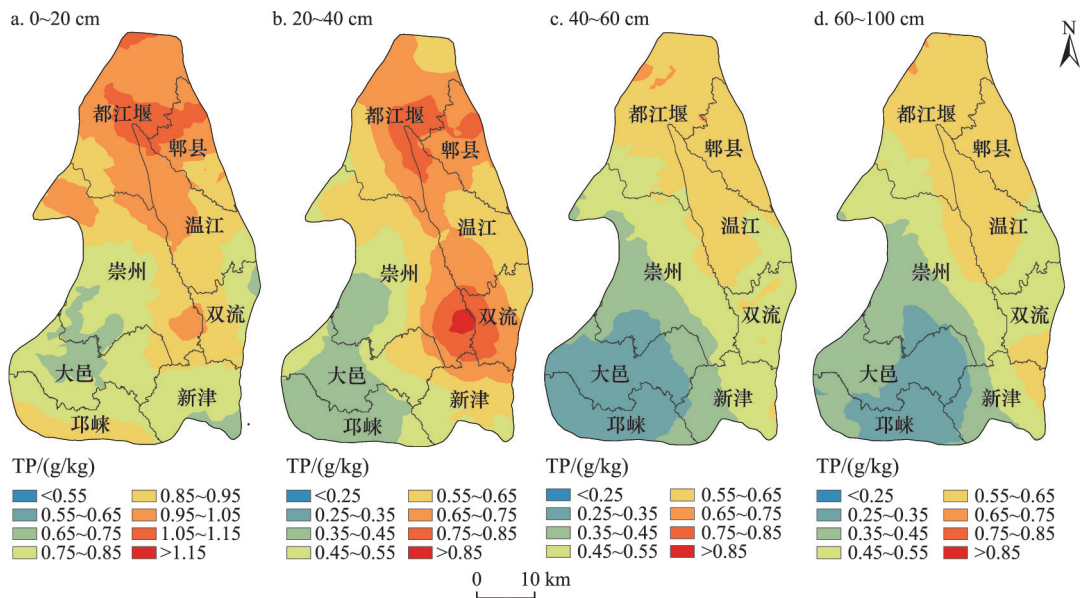 a. 0~20 cm
b. 20~40 cm
c. 40~60 cm
d. 60~100 cm
N
都江堰
郫县
温江
崇州
双流
大邑
新津
邛崃
都江堰
郫县
温江
崇州
双流
大邑
新津
邛崃
都江堰
郫县
温江
崇州
双流
大邑
新津
邛崃
都江堰
郫县
温江
崇州
双流
大邑
新津
邛崃
TP/(g/kg)
<0.55
0.55~0.65
0.65~0.75
0.75~0.85
0.85~0.95
0.95~1.05
1.05~1.15
>1.15
TP/(g/kg)
<0.25
0.25~0.35
0.35~0.45
0.45~0.55
0.55~0.65
0.65~0.75
0.75~0.85
>0.85
TP/(g/kg)
<0.25
0.25~0.35
0.35~0.45
0.45~0.55
0.55~0.65
0.65~0.75
0.75~0.85
>0.85
TP/(g/kg)
<0.25
0.25~0.35
0.35~0.45
0.45~0.55
0.55~0.65
0.65~0.75
0.75~0.85
>0.85
0 10 km